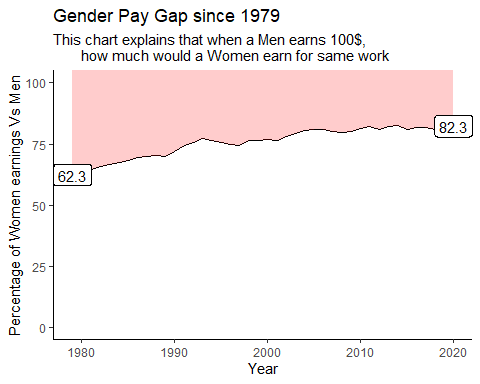 Gender Pay Gap since 1979
This chart explains that when a Men earns 100$,
how much would a Women earn for same work
Percentage of Women earnings Vs Men
100
75
50
25
0
62.3
82.3
1980
1990
2000
2010
2020
Year